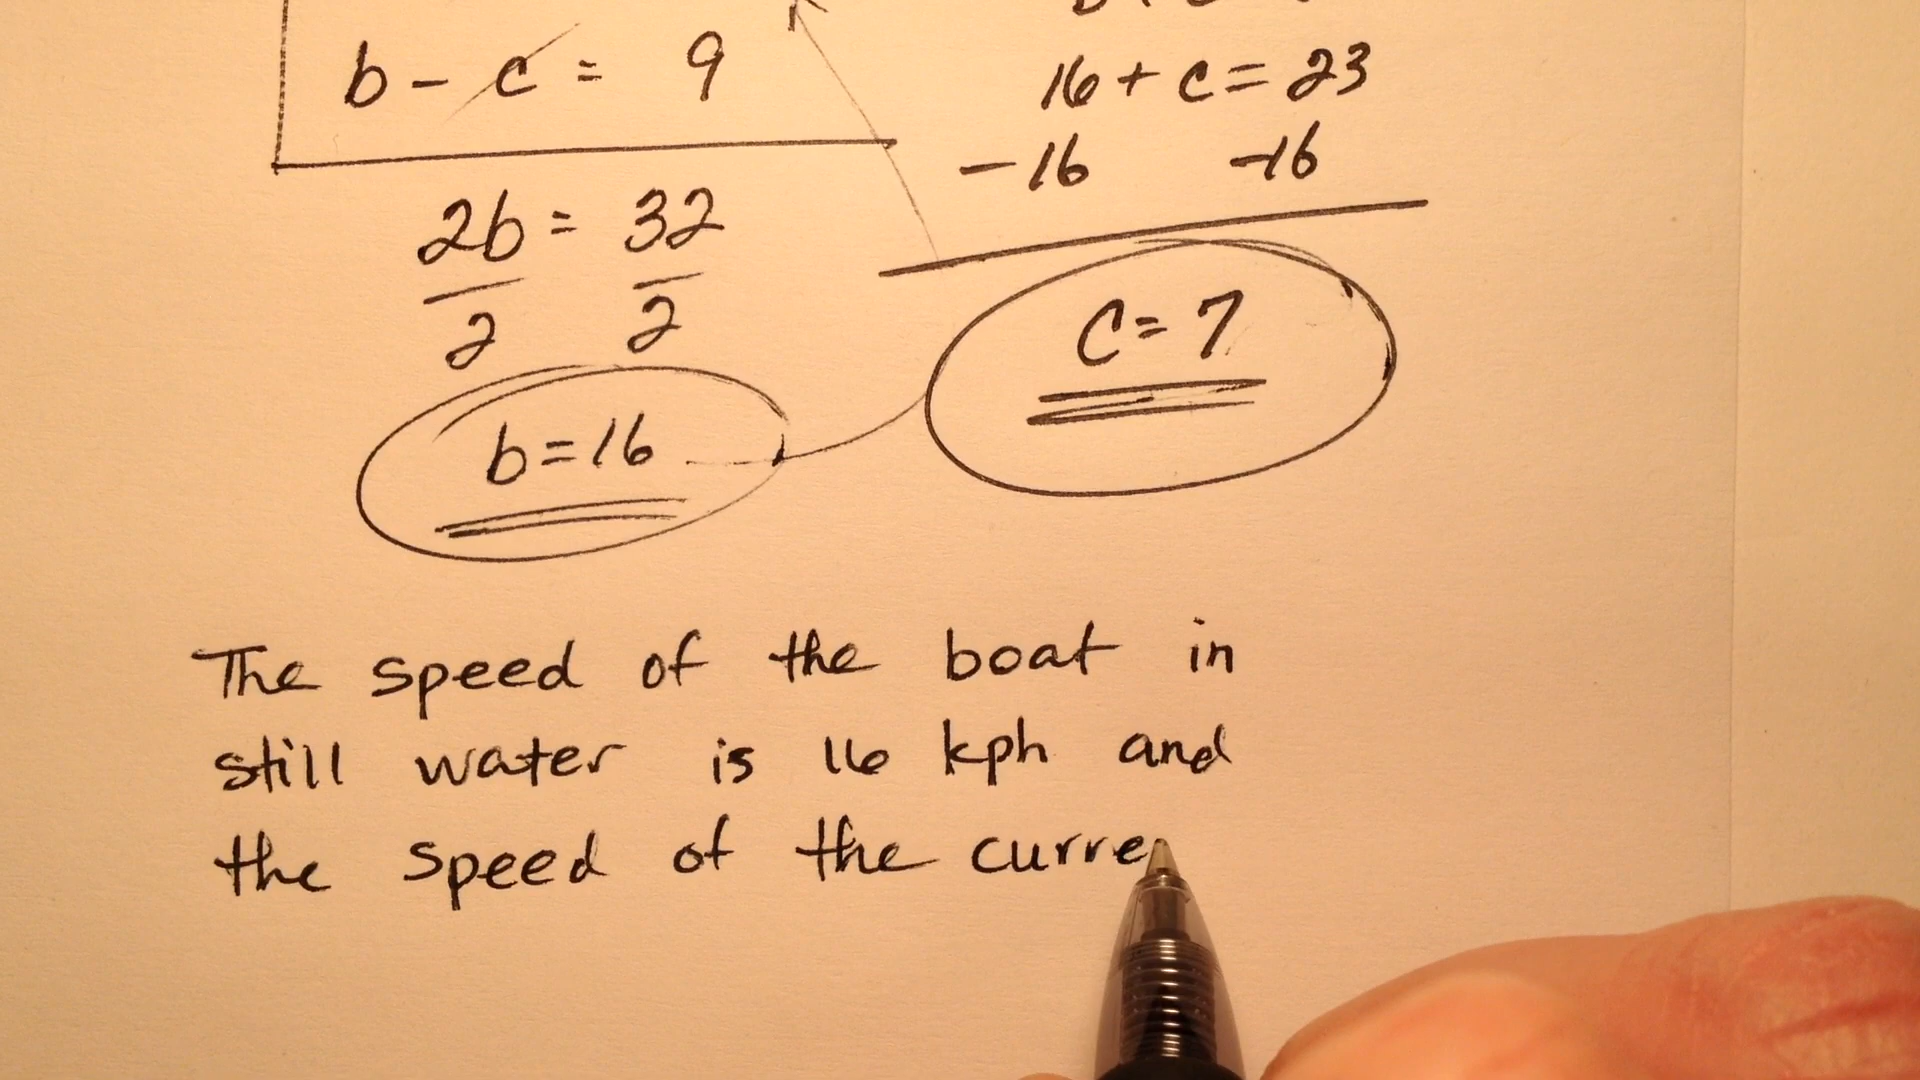 b - c = 9
2b = 32
2 2
b = 16
16 + c = 23
-16 -16
c = 7
The speed of the boat in
still water is 16 kph and
the speed of the curre